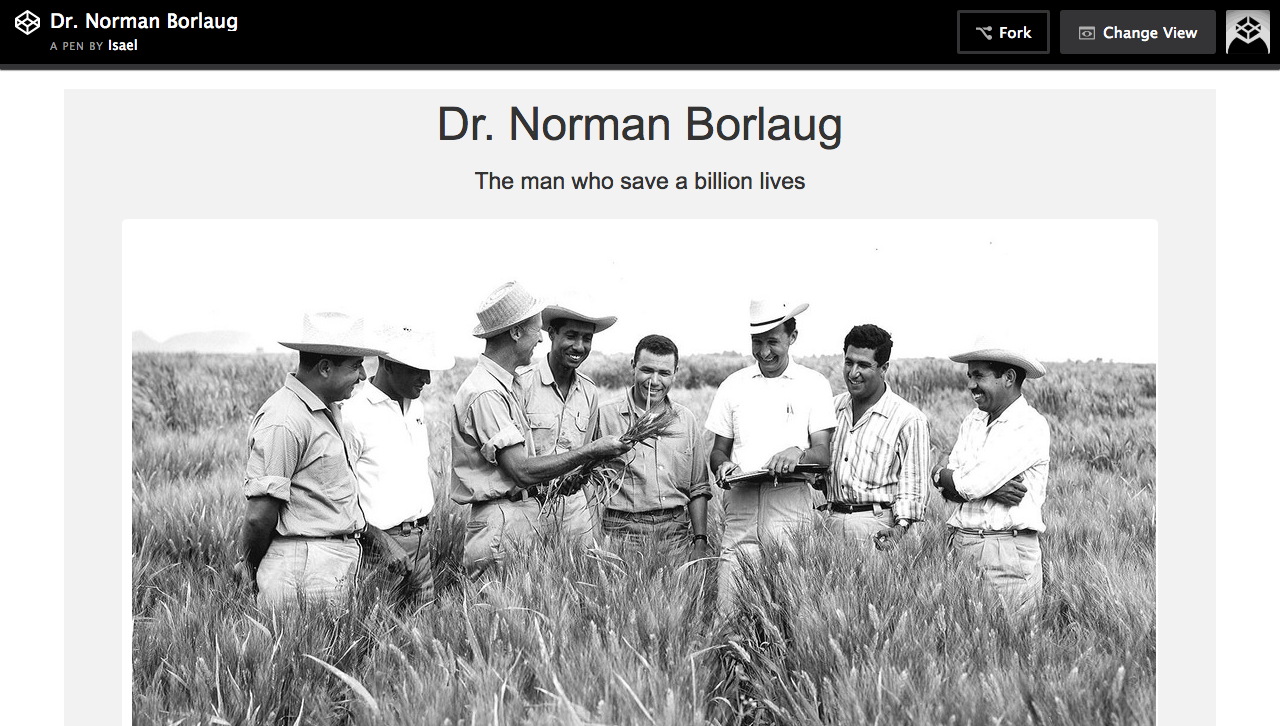 Dr. Norman Borlaug
A PEN BY Isael
Fork
Change View
Dr. Norman Borlaug
The man who save a billion lives